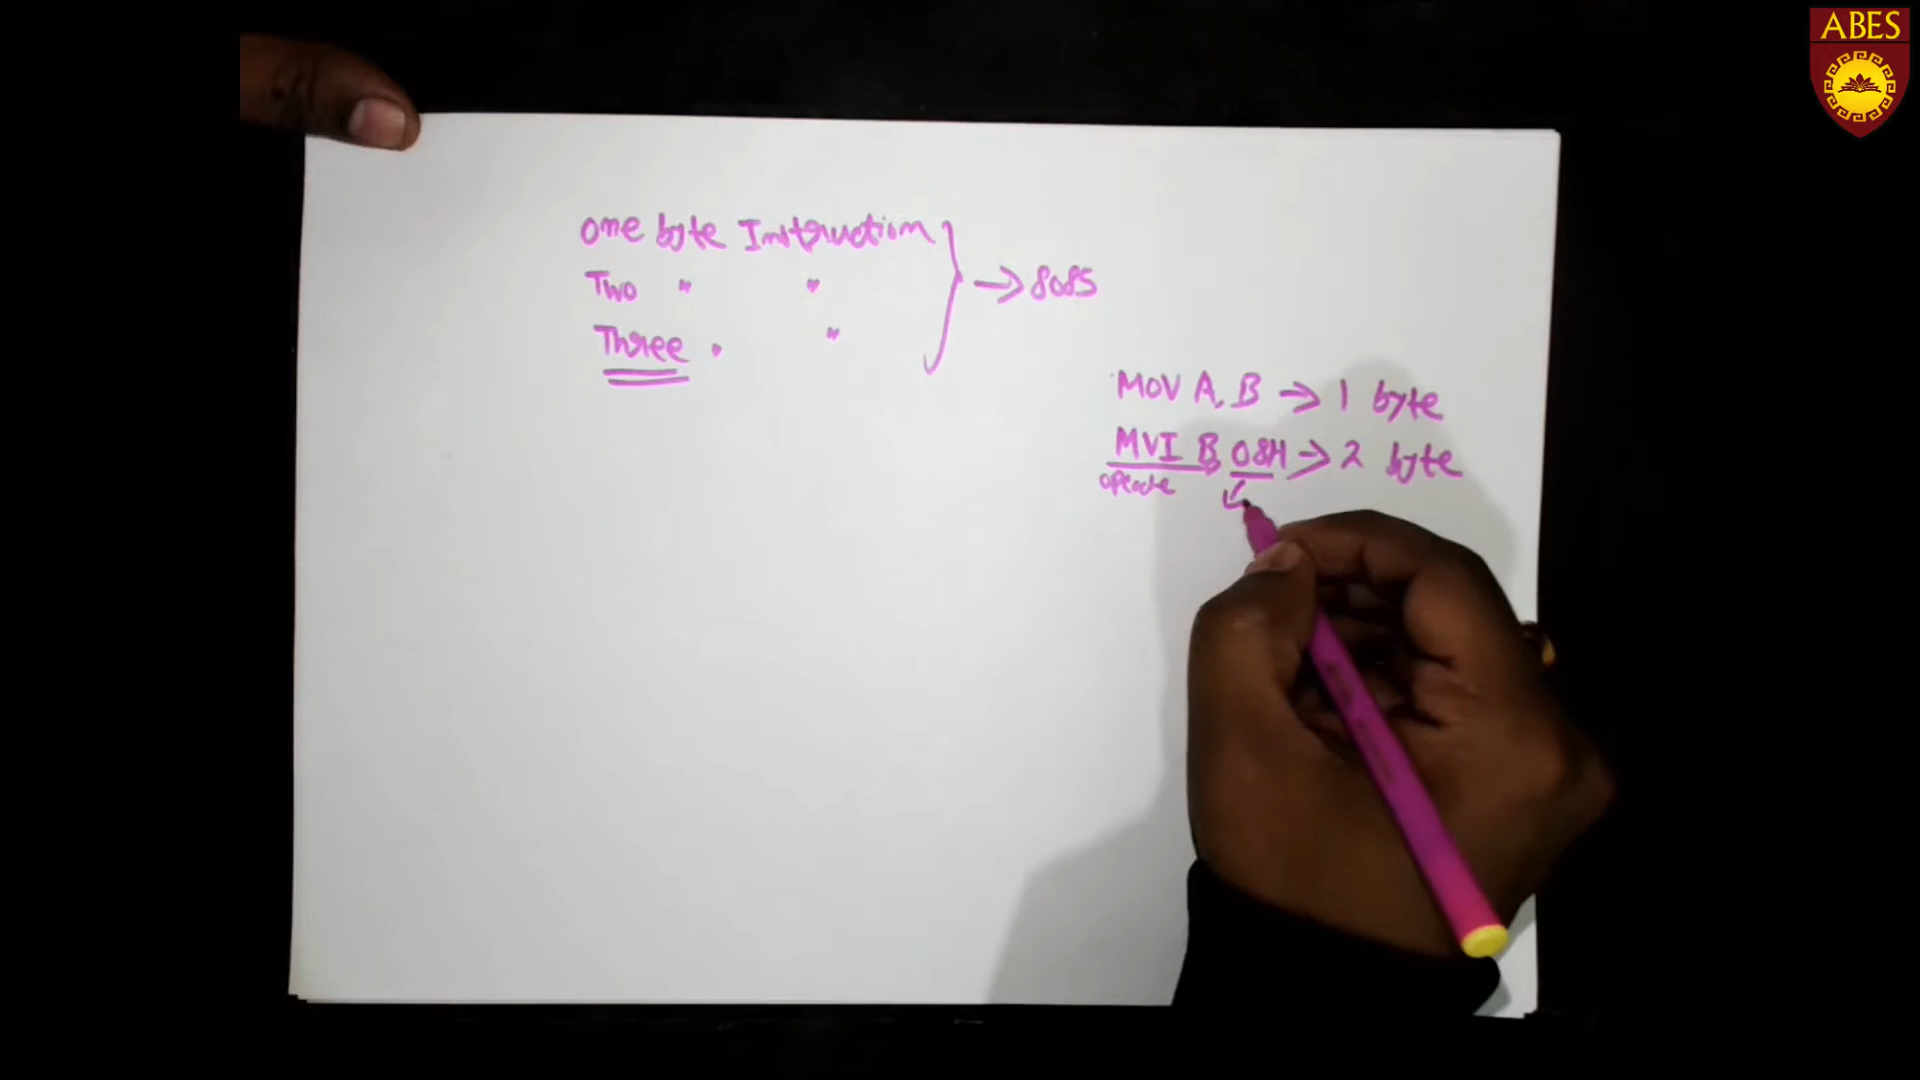 ABES
one byte Instruction
Two " "
Three " "
→ 8085
MOV A, B → 1 byte
MVI B, 08H → 2 byte
opcode